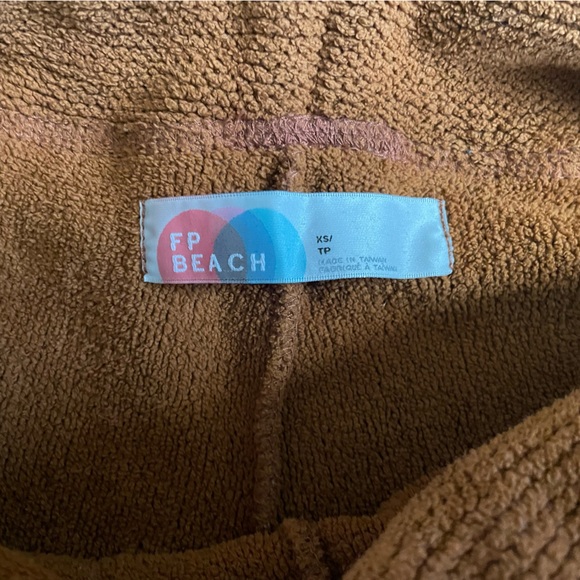 FP
BEACH
XS/
TP
MADE IN TAIWAN
FABRIQUÉ À TAIWAN